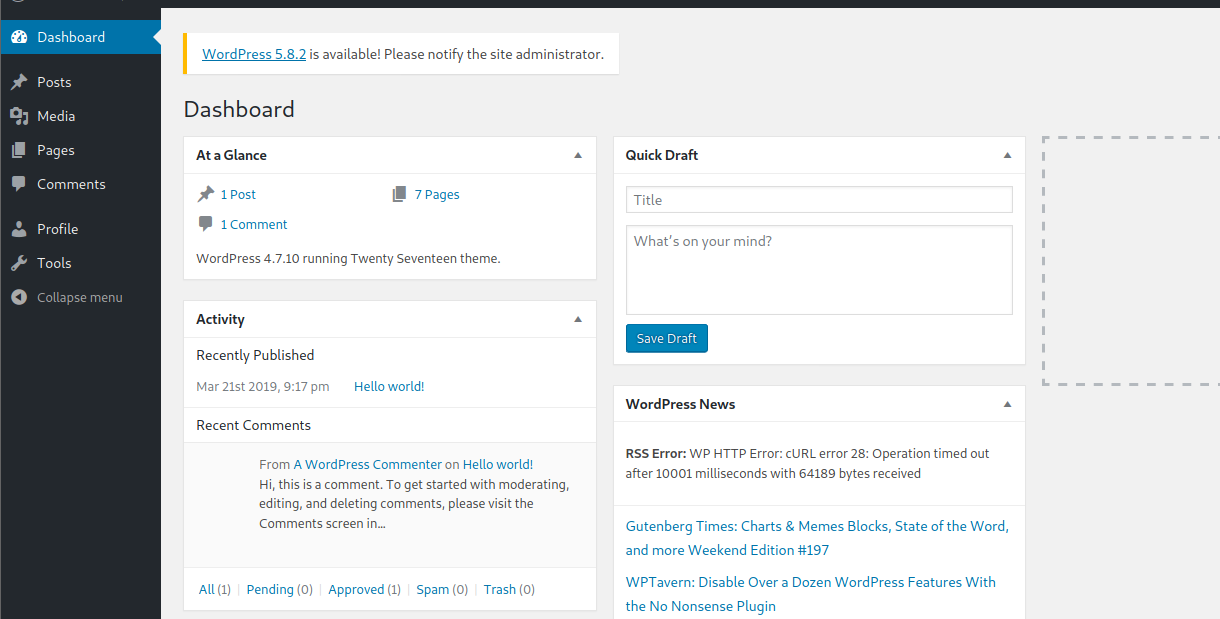 Dashboard
Posts
Media
Pages
Comments
Profile
Tools
Collapse menu
WordPress 5.8.2 is available! Please notify the site administrator.
Dashboard
At a Glance
1 Post
7 Pages
1 Comment
WordPress 4.7.10 running Twenty Seventeen theme.
Activity
Recently Published
Mar 21st 2019, 9:17 pm Hello world!
Recent Comments
From A WordPress Commenter on Hello world!
Hi, this is a comment. To get started with moderating,
editing, and deleting comments, please visit the
Comments screen in…
All (1) | Pending (0) | Approved (1) | Spam (0) | Trash (0)
Quick Draft
Title
What's on your mind?
Save Draft
WordPress News
RSS Error: WP HTTP Error: cURL error 28: Operation timed out
after 10001 milliseconds with 64189 bytes received
Gutenberg Times: Charts & Memes Blocks, State of the Word,
and more Weekend Edition #197
WPTavern: Disable Over a Dozen WordPress Features With
the No Nonsense Plugin